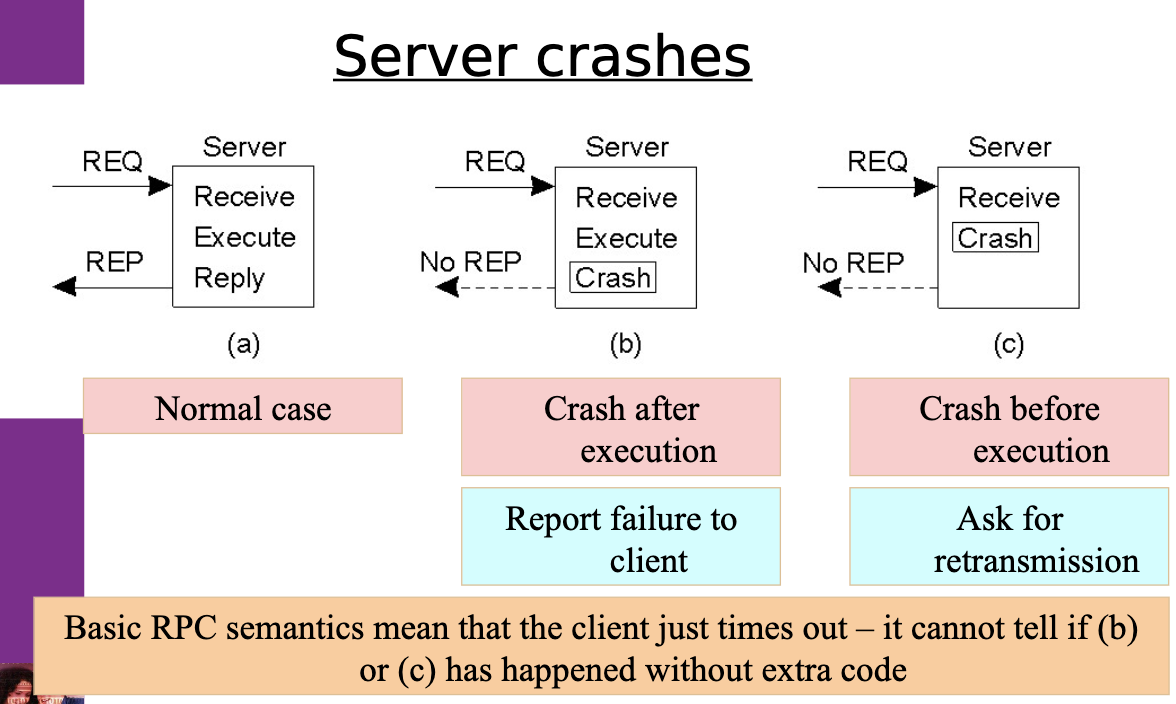 Server crashes
Server
REQ
Receive
Execute
REP
Reply
(a)
Server
REQ
Receive
Execute
No REP
Crash
(b)
Server
REQ
Receive
Crash
No REP
(c)
Normal case
Crash after
execution
Crash before
execution
Report failure to
client
Ask for
retransmission
Basic RPC semantics mean that the client just times out – it cannot tell if (b)
or (c) has happened without extra code